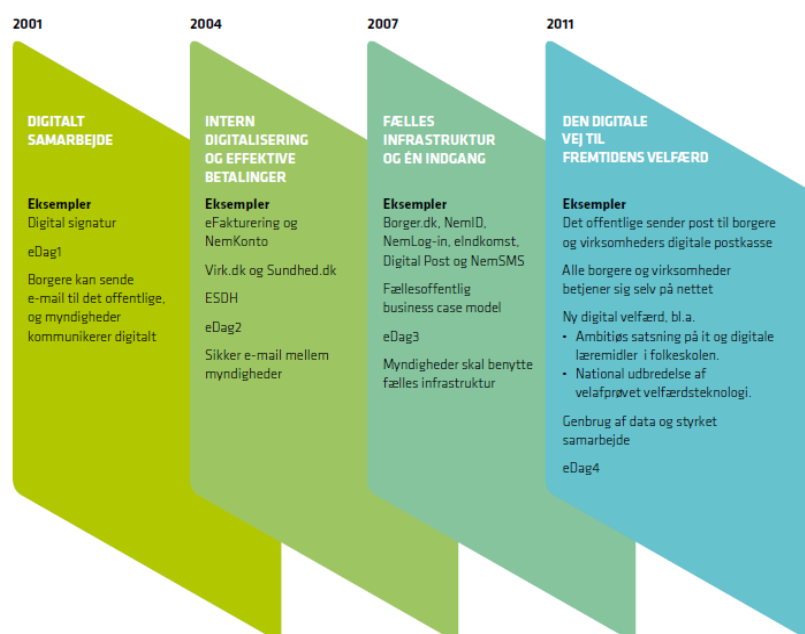 2001
DIGITALT
SAMARBEJDE
Eksempler
Digital signatur
eDag1
Borgere kan sende
e-mail til det offentlige,
og myndigheder
kommunikerer digitalt
2004
INTERN
DIGITALISERING
OG EFFEKTIVE
BETALINGER
Eksempler
eFakturering og
NemKonto
Virk.dk og Sundhed.dk
ESDH
eDag2
Sikker e-mail mellem
myndigheder
2007
FÆLLES
INFRASTRUKTUR
OG ÉN INDGANG
Eksempler
Borger.dk, NemID,
NemLog-in, eIndkomst,
Digital Post og NemSMS
Fællesoffentlig
business case model
eDag3
Myndigheder skal benytte
fælles infrastruktur
2011
DEN DIGITALE
VEJ TIL
FREMTIDENS VELFÆRD
Eksempler
Det offentlige sender post til borgere
og virksomheders digitale postkasse
Alle borgere og virksomheder
betjener sig selv på nettet
Ny digital velfærd, bl.a.
• Ambitiøs satsning på it og digitale
læremidler i folkeskolen.
• National udbredelse af
velafprøvet velfærdsteknologi.
Genbrug af data og styrket
samarbejde
eDag4